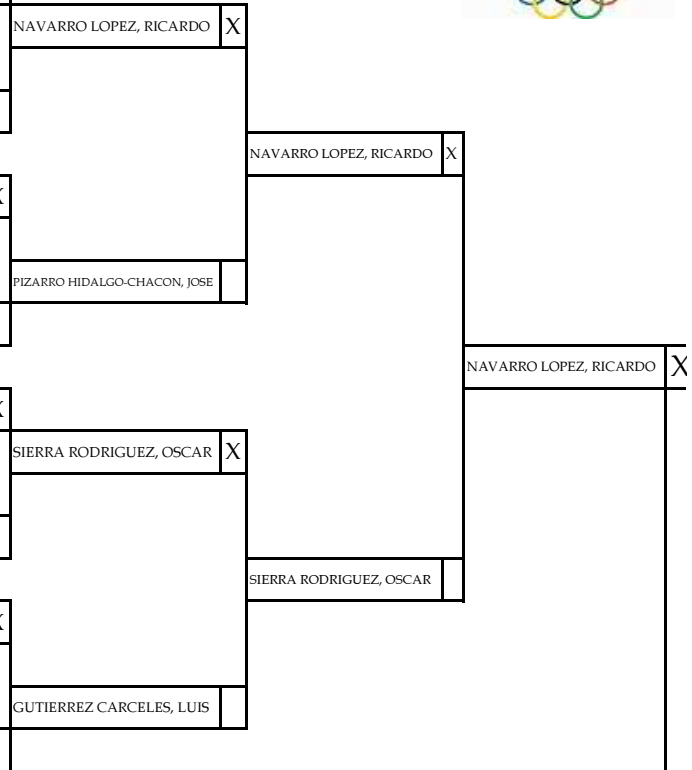 NAVARRO LOPEZ, RICARDO X
NAVARRO LOPEZ, RICARDO X
PIZARRO HIDALGO-CHACON, JOSE
NAVARRO LOPEZ, RICARDO X
SIERRA RODRIGUEZ, OSCAR X
SIERRA RODRIGUEZ, OSCAR
GUTIERREZ CARCELES, LUIS